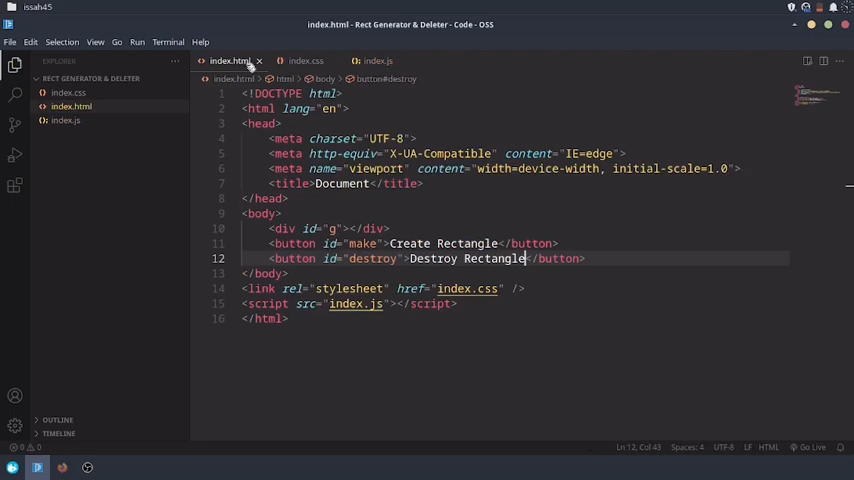 issah45
index.html - Rect Generator & Deleter - Code - OSS
File Edit Selection View Go Run Terminal Help
EXPLORER
RECT GENERATOR & DELETER
index.css
index.html
index.js
OUTLINE
TIMELINE
index.html index.css index.js
index.html > html > body > button#destroy
1 <!DOCTYPE html>
2 <html lang="en">
3 <head>
4 <meta charset="UTF-8">
5 <meta http-equiv="X-UA-Compatible" content="IE=edge">
6 <meta name="viewport" content="width=device-width, initial-scale=1.0">
7 <title>Document</title>
8 </head>
9 <body>
10 <div id="g"></div>
11 <button id="make">Create Rectangle</button>
12 <button id="destroy">Destroy Rectangle</button>
13 </body>
14 <link rel="stylesheet" href="index.css" />
15 <script src="index.js"></script>
16 </html>
0 0 Ln 12, Col 43 Spaces: 4 UTF-8 LF HTML Go Live